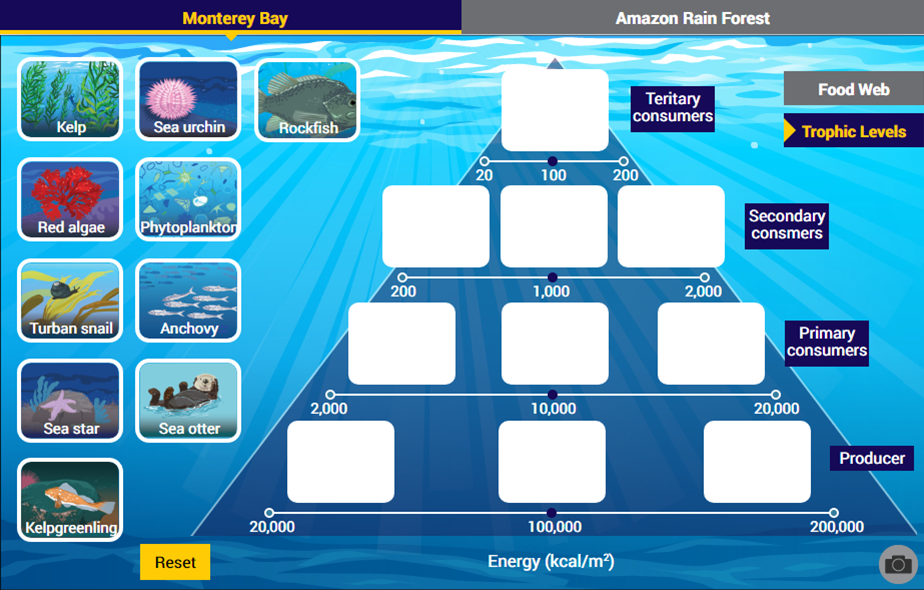 Monterey Bay
Amazon Rain Forest
Kelp
Sea urchin
Rockfish
Teritary
consumers
Food Web
Trophic Levels
20
100
200
Red algae
Phytoplankton
Secondary
consmers
200
1,000
2,000
Turban snail
Anchovy
Primary
consumers
2,000
10,000
20,000
Sea star
Sea otter
Producer
Kelpgreenling
20,000
100,000
200,000
Reset
Energy (kcal/m²)